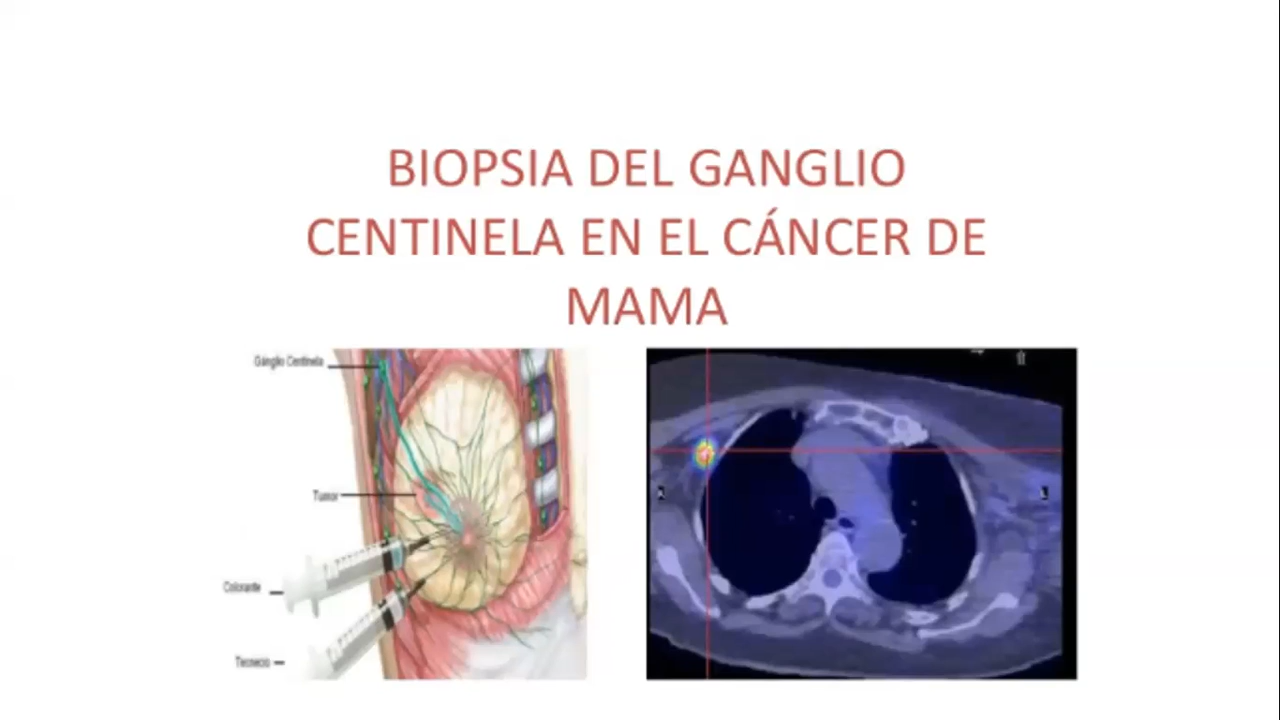 BIOPSIA DEL GANGLIO
CENTINELA EN EL CÁNCER DE
MAMA
Ganglio Centinela
Tumor
Colorante
Tecnecio
R
L